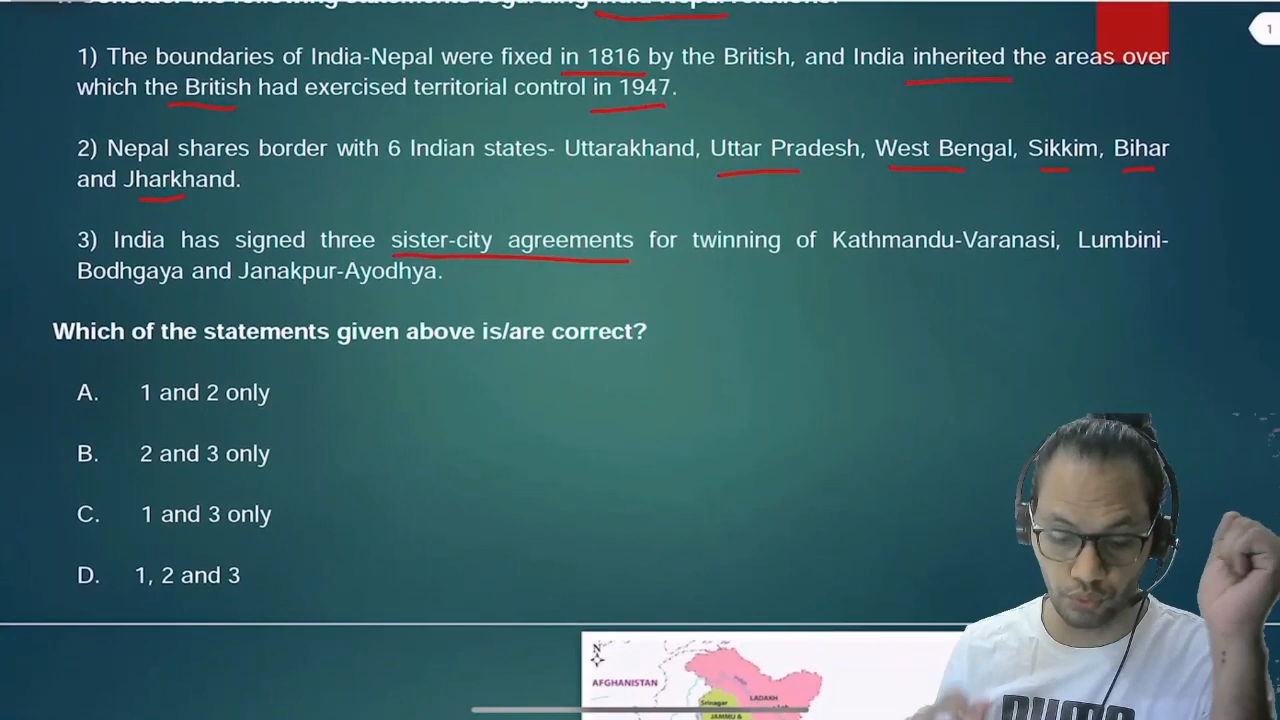 1) The boundaries of India-Nepal were fixed in 1816 by the British, and India inherited the areas over
which the British had exercised territorial control in 1947.
2) Nepal shares border with 6 Indian states- Uttarakhand, Uttar Pradesh, West Bengal, Sikkim, Bihar
and Jharkhand.
3) India has signed three sister-city agreements for twinning of Kathmandu-Varanasi, Lumbini-
Bodhgaya and Janakpur-Ayodhya.
Which of the statements given above is/are correct?
A. 1 and 2 only
B. 2 and 3 only
C. 1 and 3 only
D. 1, 2 and 3
1
N
AFGHANISTAN
Srinagar
LADAKH
JAMMU &